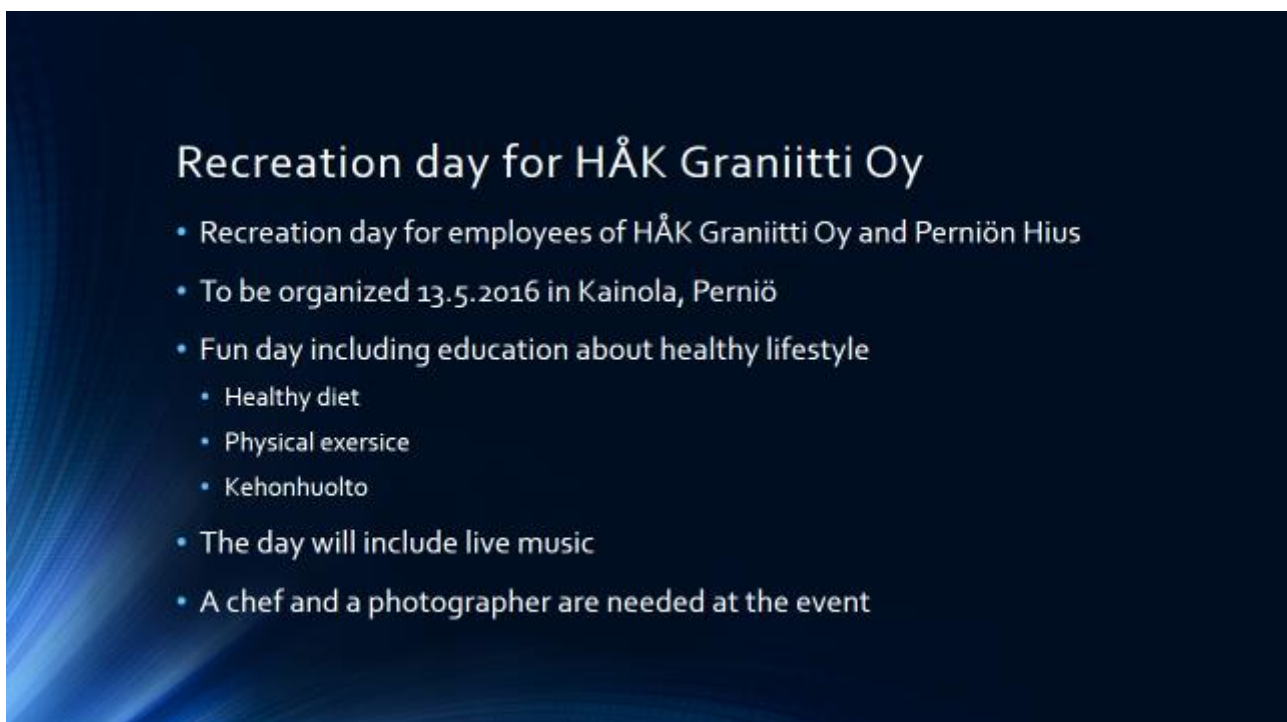 Recreation day for HÅK Graniitti Oy
• Recreation day for employees of HÅK Graniitti Oy and Perniön Hius
• To be organized 13.5.2016 in Kainola, Perniö
• Fun day including education about healthy lifestyle
• Healthy diet
• Physical exersice
• Kehonhuolto
• The day will include live music
• A chef and a photographer are needed at the event